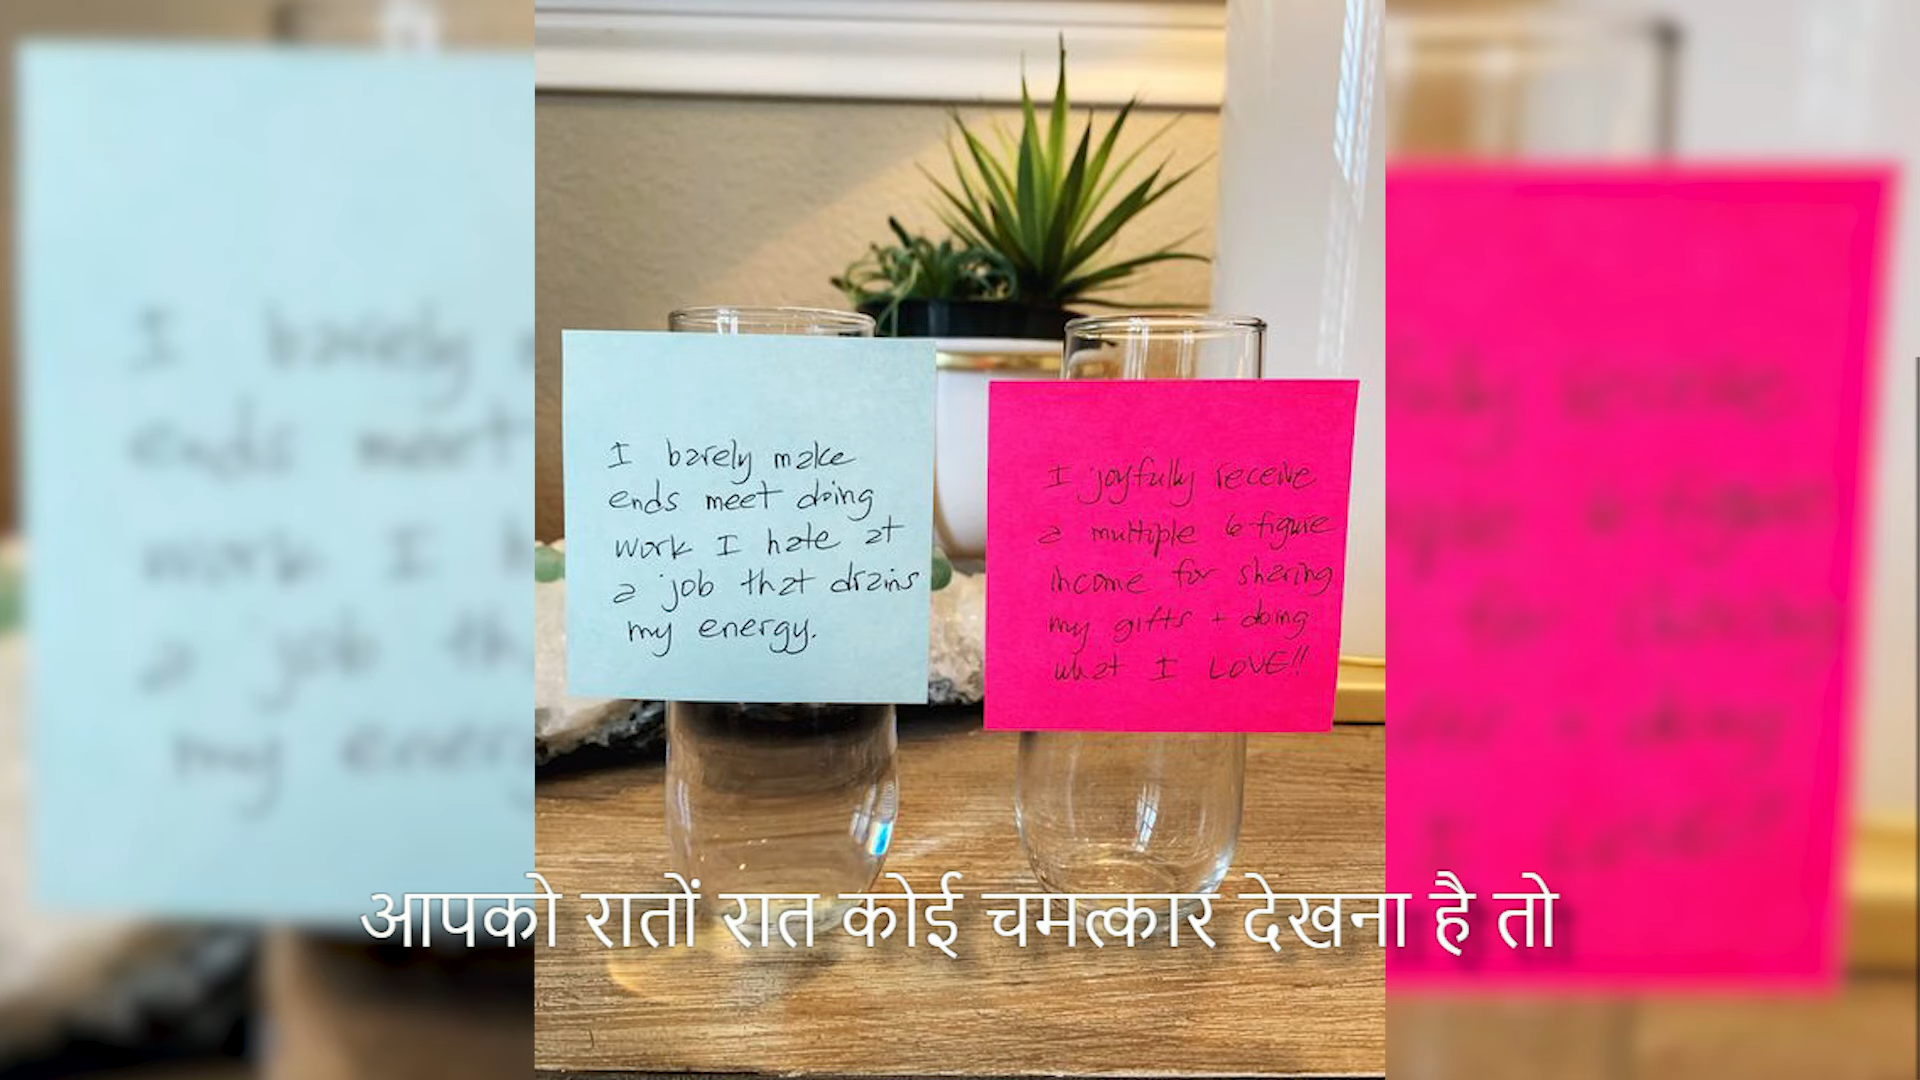 I barely make
ends meet doing
work I hate at
a job that drains
my energy.
I joyfully receive
a multiple 6-figure
income for sharing
my gifts + doing
what I LOVE!!
आपको रातों रात कोई चमत्कार देखना है तो